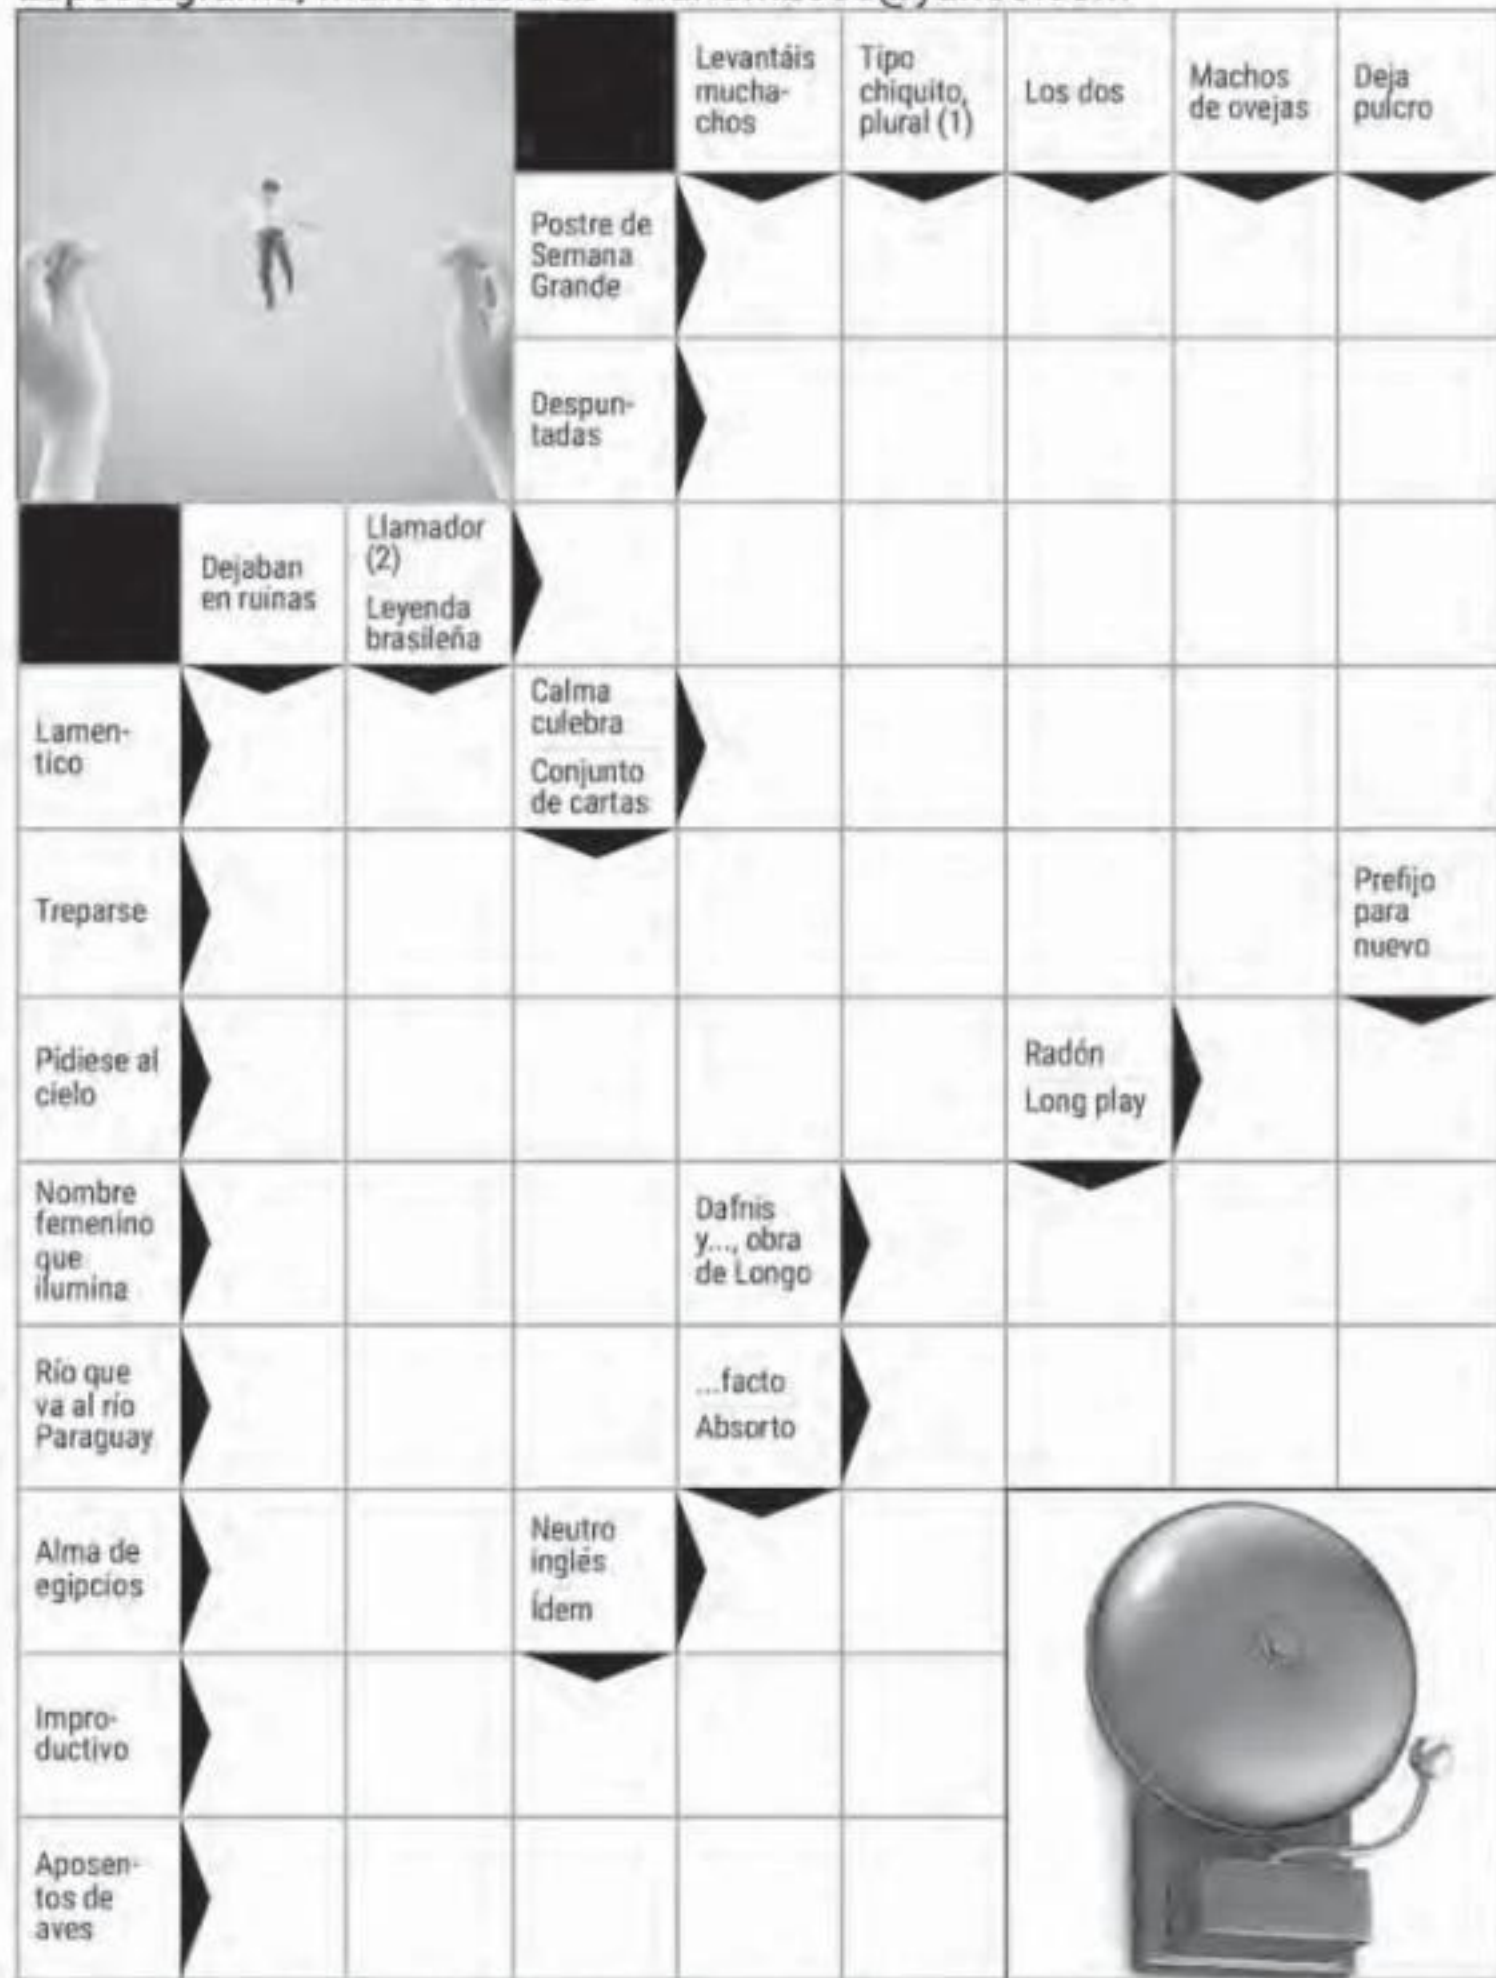 Levantáis
mucha-
chos
Tipo
chiquito,
plural (1)
Los dos
Machos
de ovejas
Deja
pulcro
Postre de
Semana
Grande
Despun-
tadas
Dejaban
en ruinas
Llamador
(2)
Leyenda
brasileña
Lamen-
tico
Calma
culebra
Conjunto
de cartas
Treparse
Prefijo
para
nuevo
Pidiese al
cielo
Radón
Long play
Nombre
femenino
que
ilumina
Dafnis
y..., obra
de Longo
Río que
va al río
Paraguay
...facto
Absorto
Alma de
egipcios
Neutro
inglés
Ídem
Impro-
ductivo
Aposen-
tos de
aves